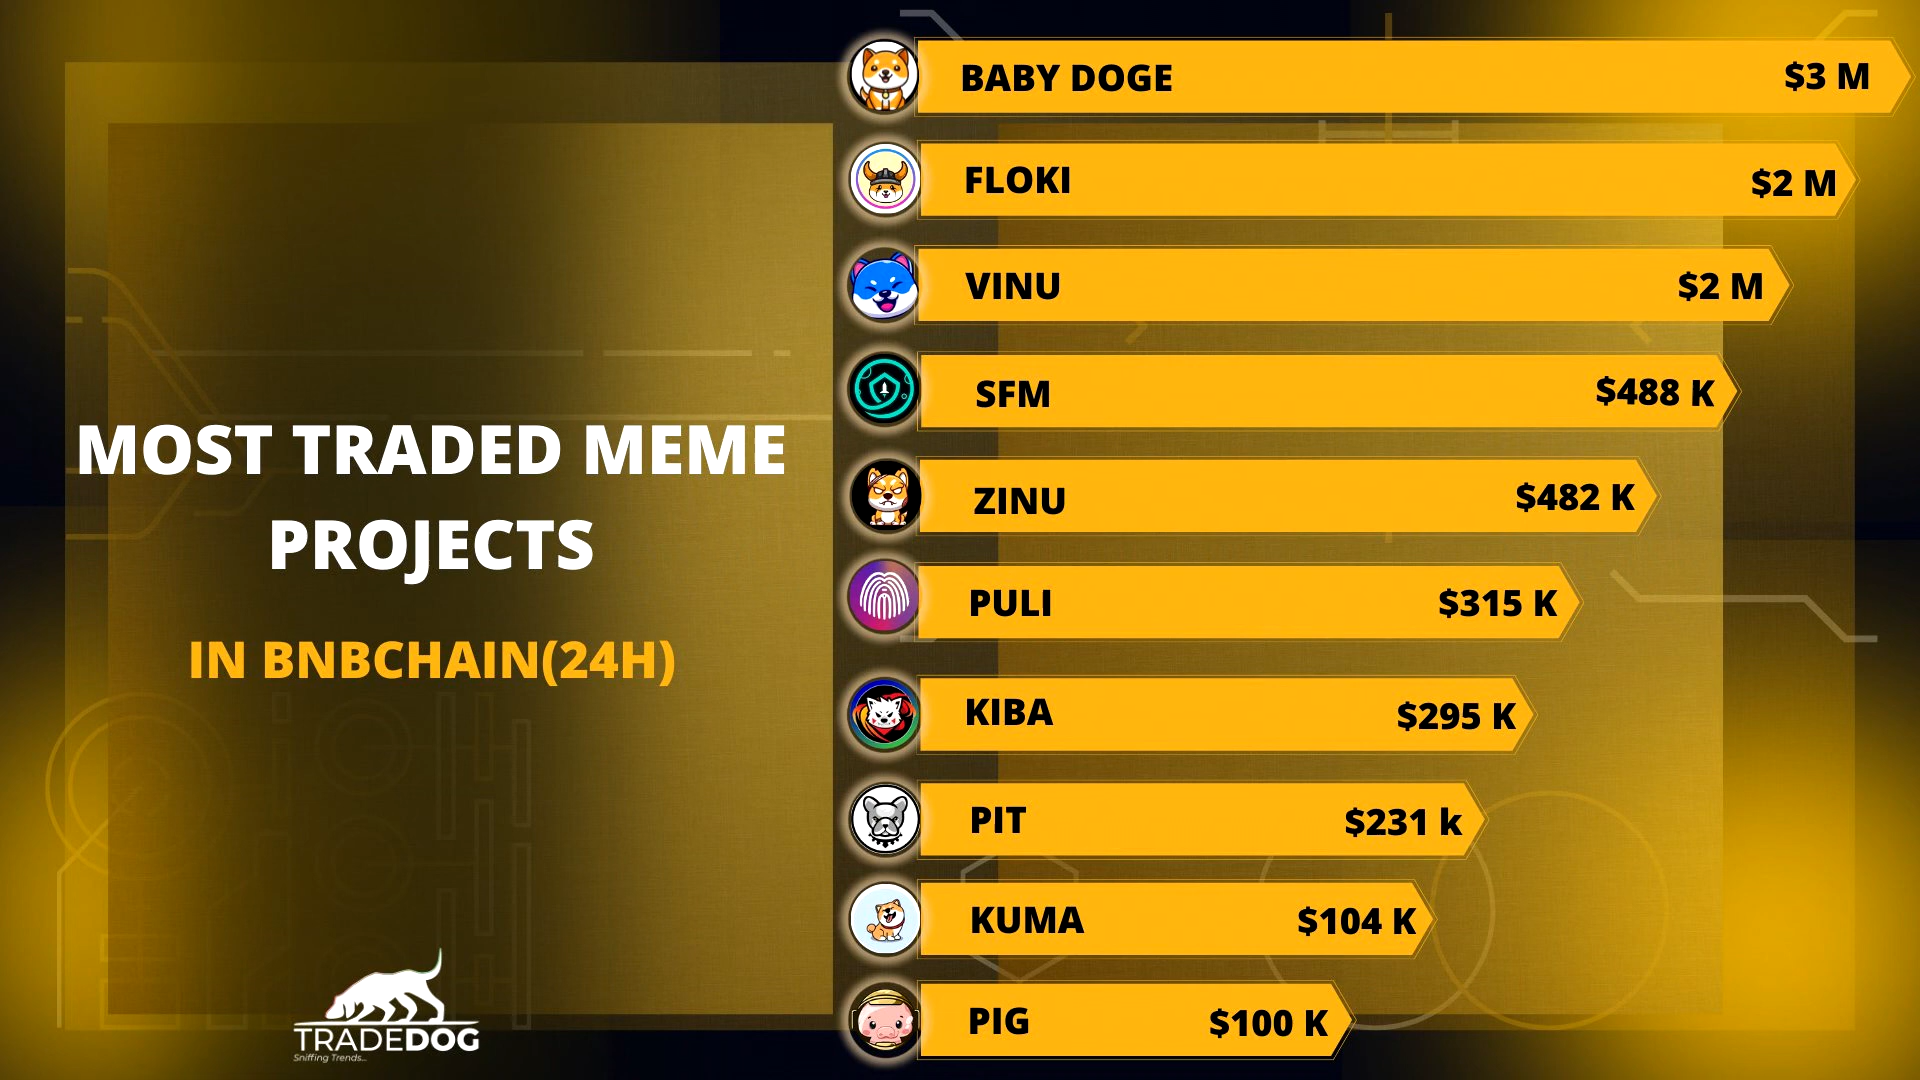 MOST TRADED MEME
PROJECTS
IN BNBCHAIN(24H)
BABY DOGE $3 M
FLOKI $2 M
VINU $2 M
SFM $488 K
ZINU $482 K
PULI $315 K
KIBA $295 K
PIT $231 k
KUMA $104 K
PIG $100 K
TRADEDOG
Sniffing Trends...